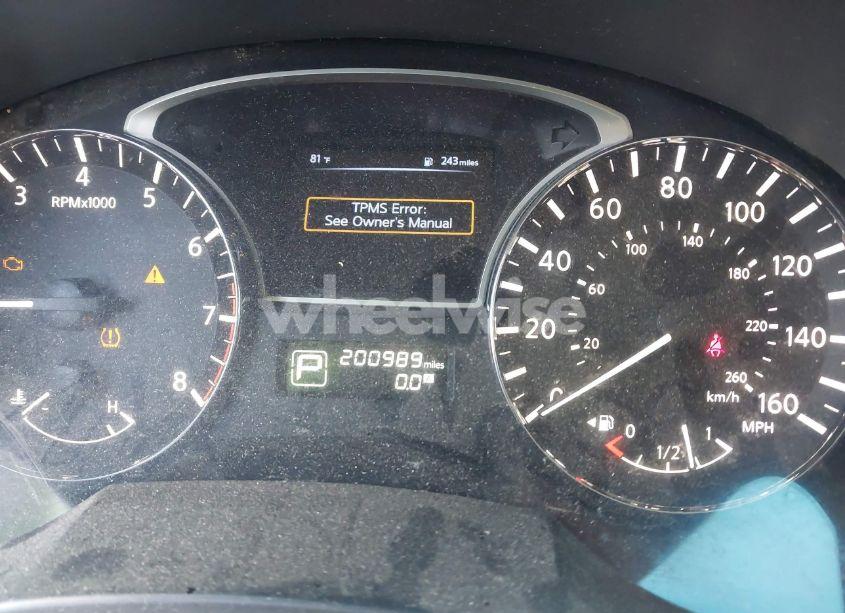 81 °F 243 miles
TPMS Error:
See Owner's Manual
3 4 5 6 7 8
RPMx1000
H
P 200989 miles
0.0
0 20 40 60 80 100 120 140 160
MPH
20 60 100 140 180 220 260
km/h
0 1/2 1
wheelvase